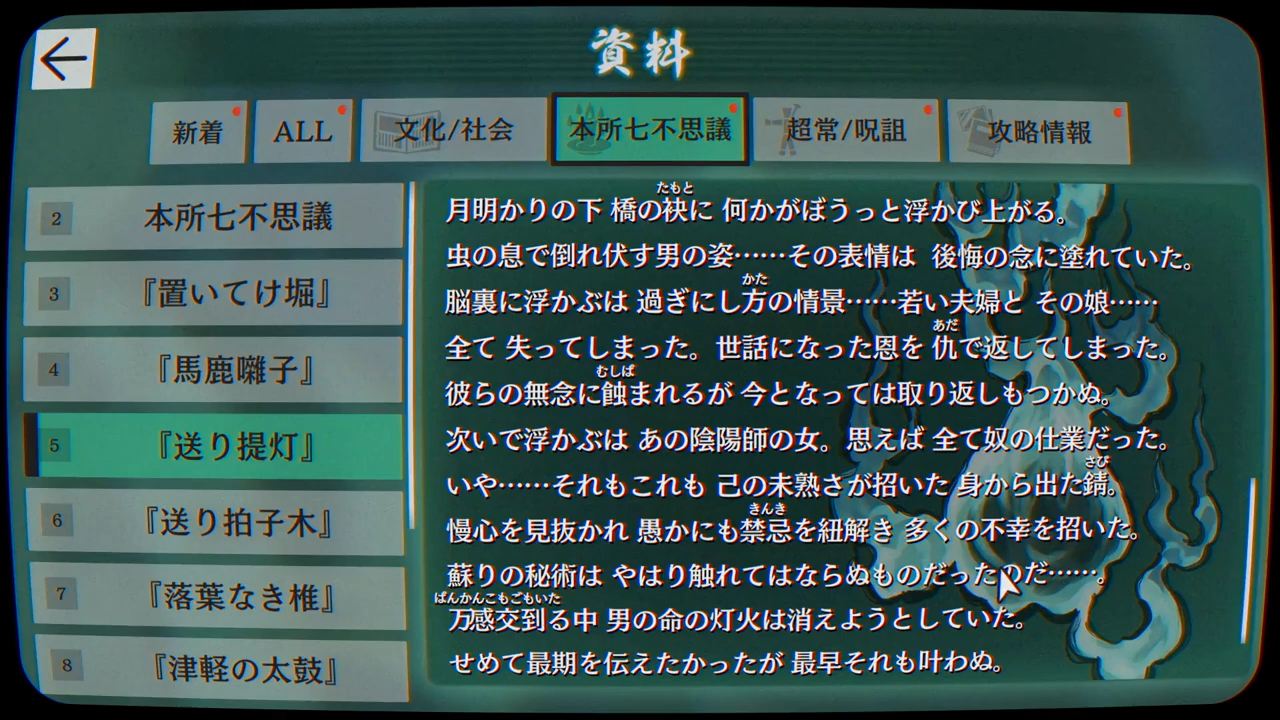 資料
新着
ALL
文化/社会
本所七不思議
超常/呪詛
攻略情報
2 本所七不思議
3 『置いてけ堀』
4 『馬鹿囃子』
5 『送り提灯』
6 『送り拍子木』
7 『落葉なき椎』
8 『津軽の太鼓』
たもと
月明かりの下 橋の袂に 何かがぼうっと浮かび上がる。
虫の息で倒れ伏す男の姿……その表情は 後悔の念に塗れていた。
かた
脳裏に浮かぶは 過ぎにし方の情景……若い夫婦と その娘……
あだ
全て 失ってしまった。世話になった恩を 仇で返してしまった。
むしば
彼らの無念に蝕まれるが 今となっては取り返しもつかぬ。
次いで浮かぶは あの陰陽師の女。思えば 全て奴の仕業だった。
さび
いや……それもこれも 己の未熟さが招いた 身から出た錆。
きんき
慢心を見抜かれ 愚かにも禁忌を紐解き 多くの不幸を招いた。
蘇りの秘術は やはり触れてはならぬものだったのだ……。
ばんかんこもごもいた
万感交到る中 男の命の灯火は消えようとしていた。
せめて最期を伝えたかったが 最早それも叶わぬ。